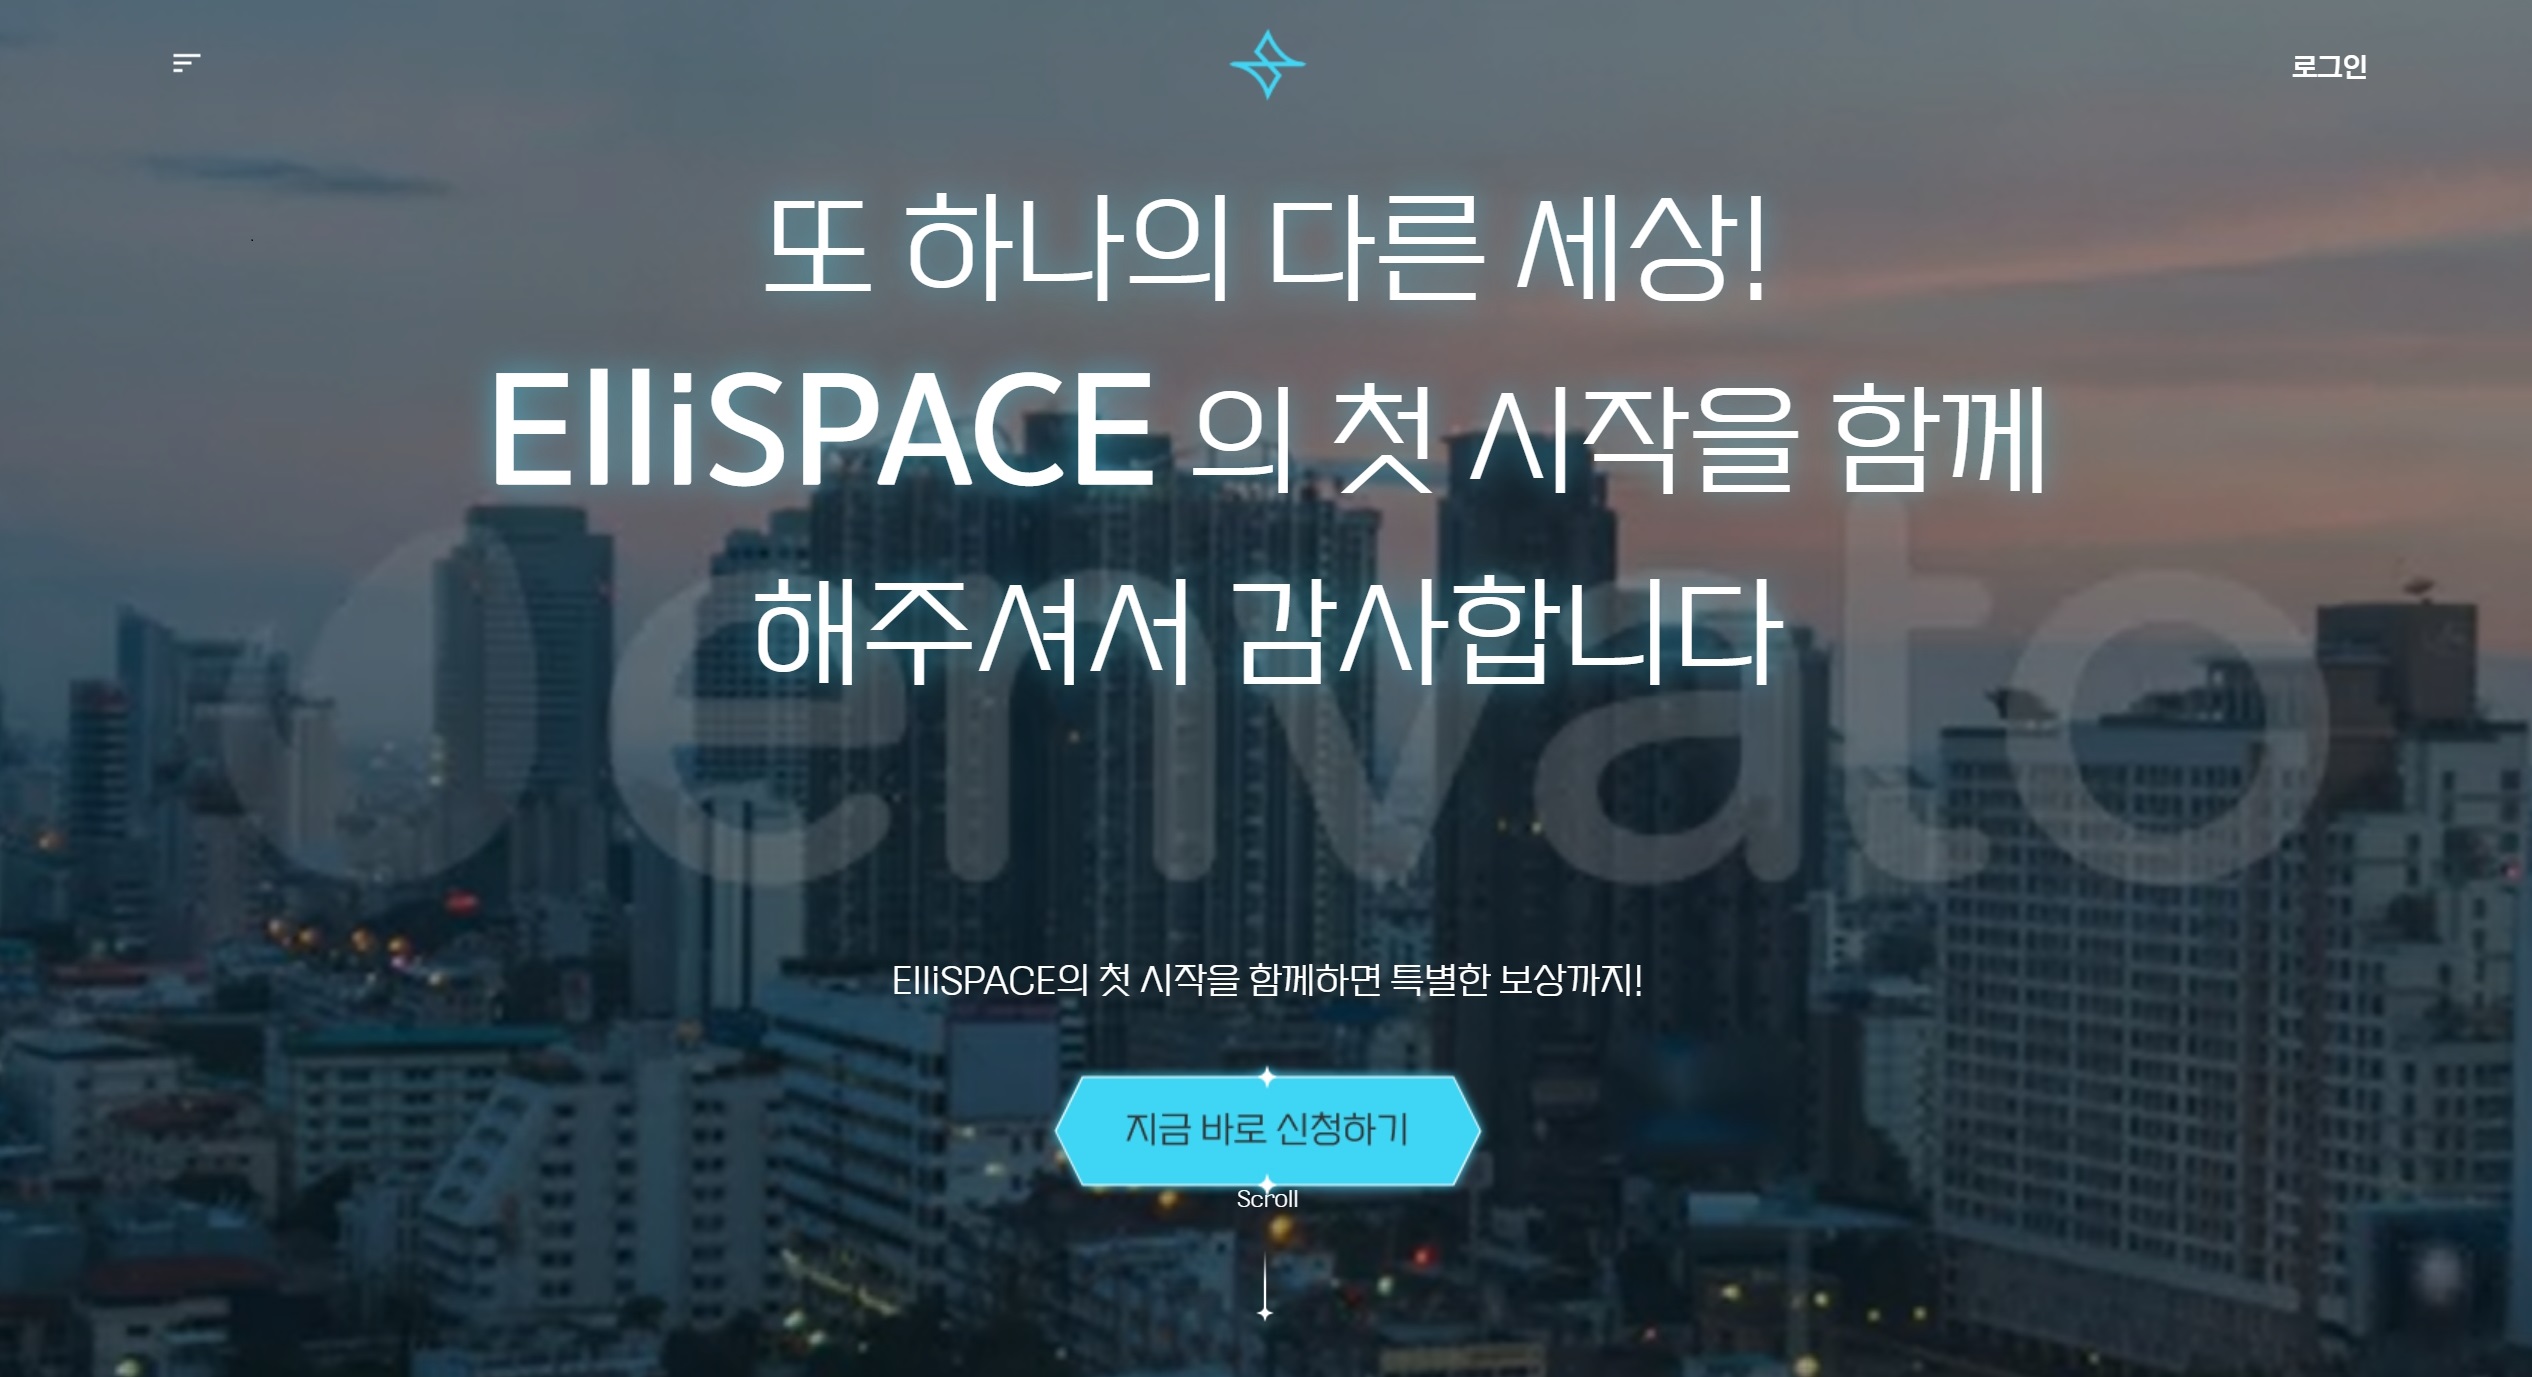 로그인
또 하나의 다른 세상!
ElliSPACE 의 첫 시작을 함께
해주셔서 감사합니다
envato
ElliSPACE의 첫 시작을 함께하면 특별한 보상까지!
지금 바로 신청하기
Scroll